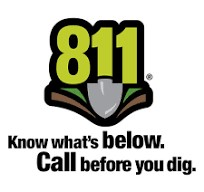 811®
Know what's below.
Call before you dig.